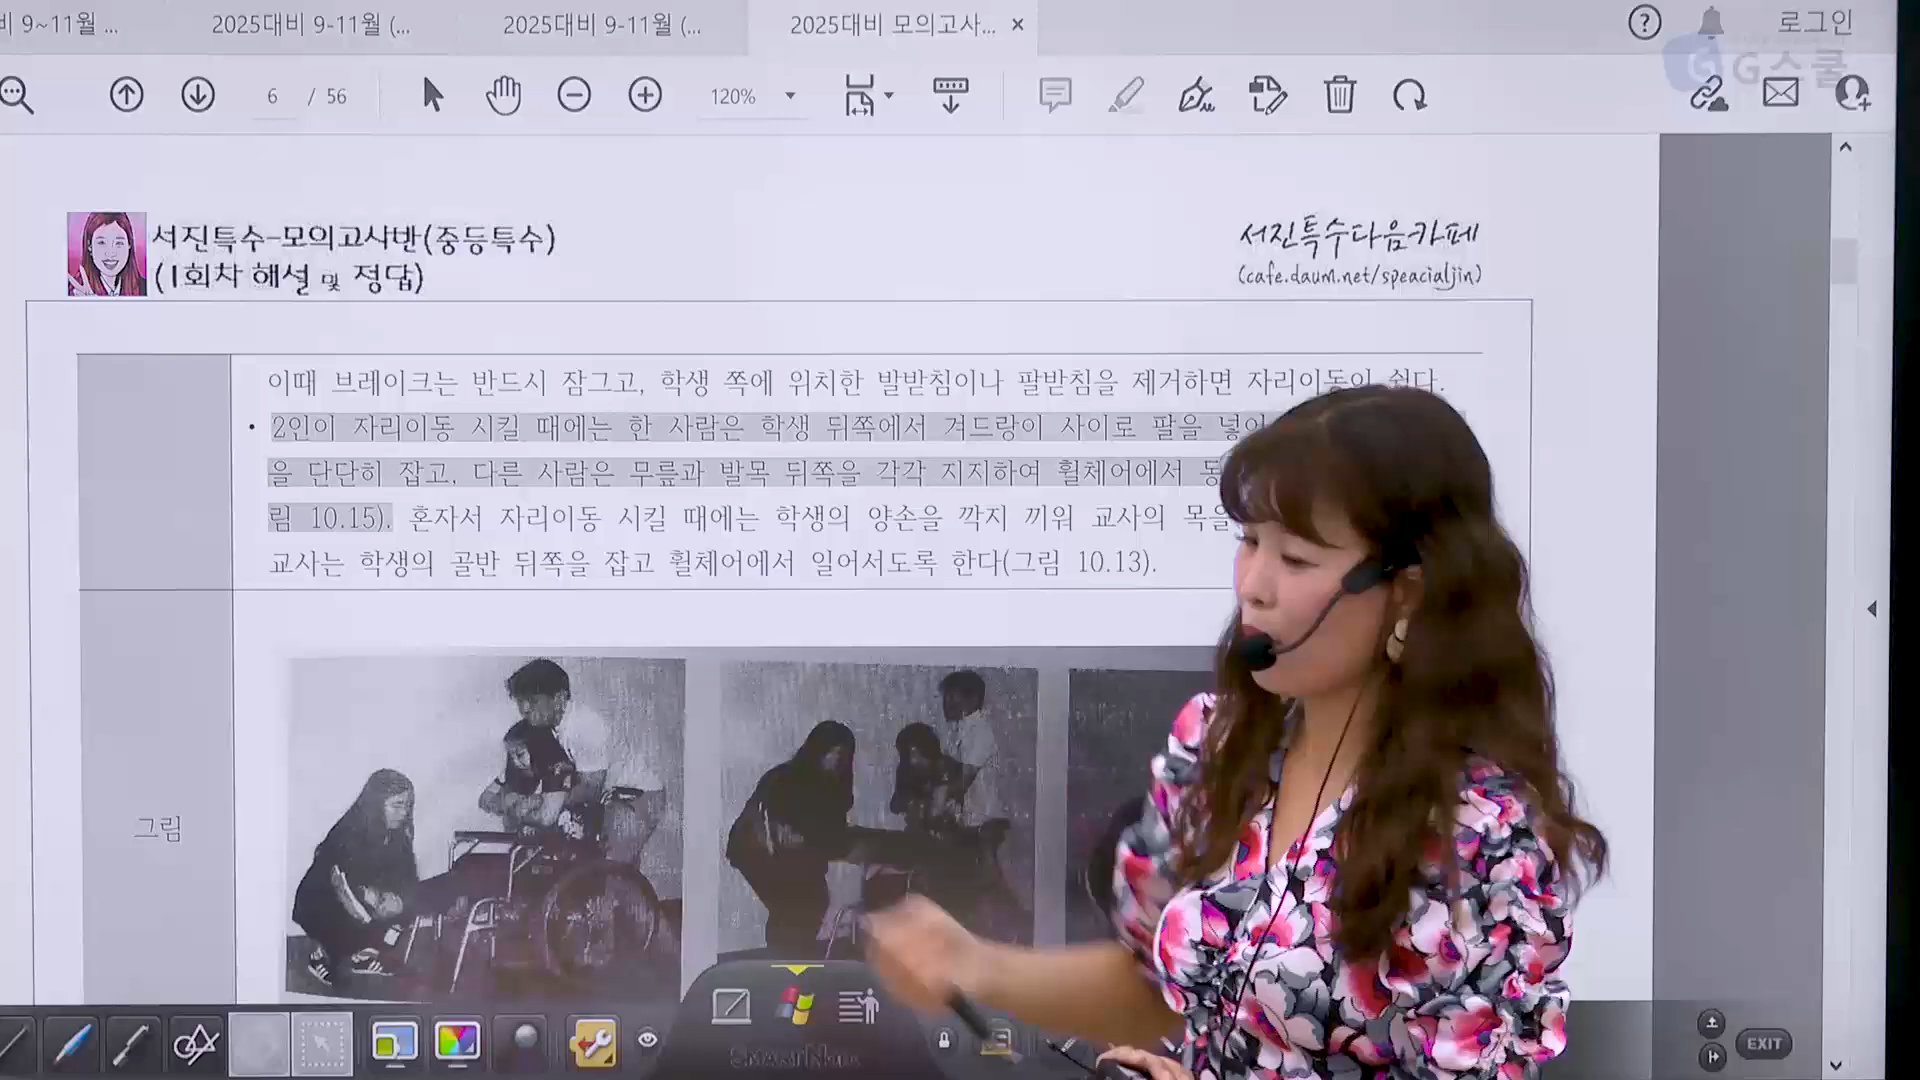 9~11월 ...
2025대비 9-11월 (...
2025대비 9-11월 (...
2025대비 모의고사...
로그인
G스쿨
6 / 56
120%
서진특수-모의고사반(중등특수)
(1회차 해설 및 정답)
서진특수다음카페
(cafe.daum.net/speacialjin)
이때 브레이크는 반드시 잠그고, 학생 쪽에 위치한 발받침이나 팔받침을 제거하면 자리이동이 쉽다.
• 2인이 자리이동 시킬 때에는 한 사람은 학생 뒤쪽에서 겨드랑이 사이로 팔을 넣어
을 단단히 잡고, 다른 사람은 무릎과 발목 뒤쪽을 각각 지지하여 휠체어에서
림 10.15). 혼자서 자리이동 시킬 때에는 학생의 양손을 깍지 끼워 교사의 목을
교사는 학생의 골반 뒤쪽을 잡고 휠체어에서 일어서도록 한다(그림 10.13).
그림
EXIT